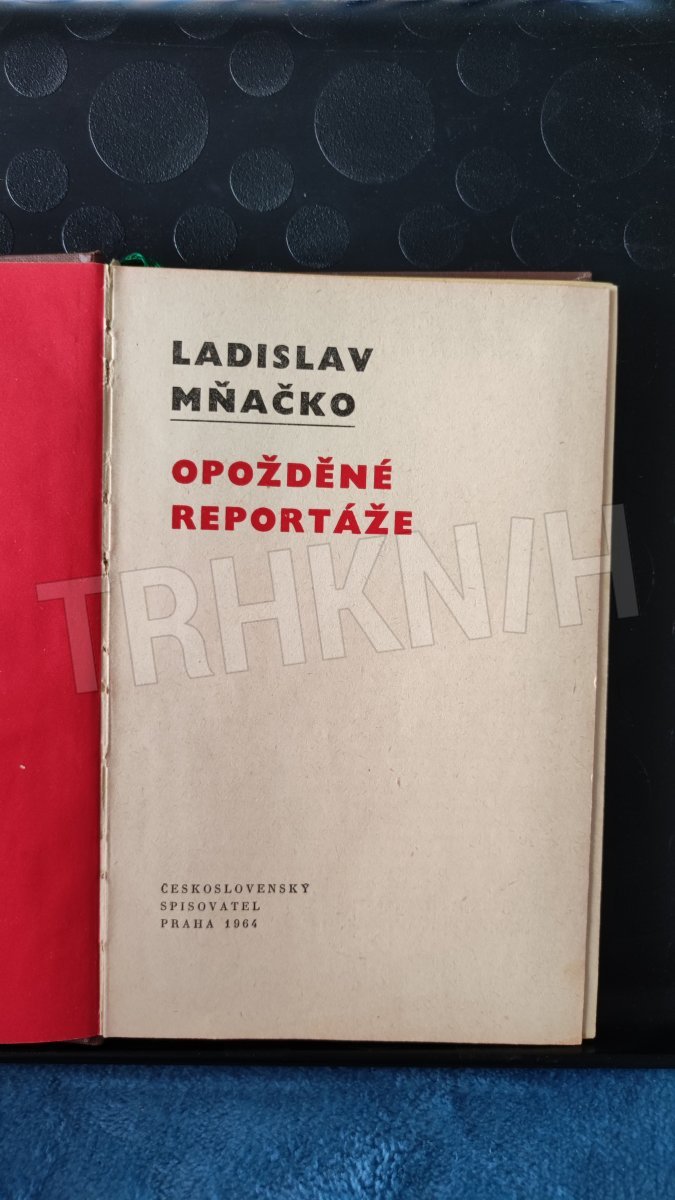 LADISLAV
MŇAČKO
OPOŽDĚNÉ
REPORTÁŽE
TRHKNIH
ČESKOSLOVENSKÝ
SPISOVATEL
PRAHA 1964